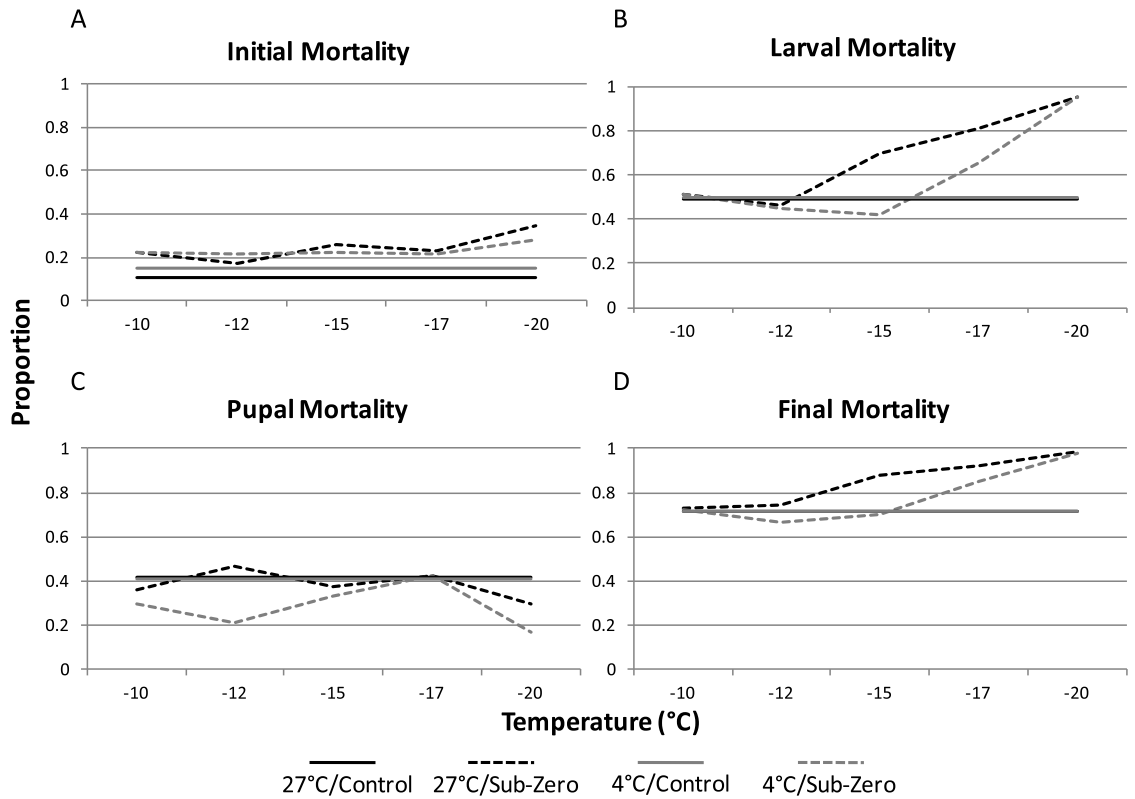 A
Initial Mortality
1
0.8
0.6
0.4
0.2
0
-10 -12 -15 -17 -20
B
Larval Mortality
1
0.8
0.6
0.4
0.2
0
-10 -12 -15 -17 -20
Proportion
C
Pupal Mortality
1
0.8
0.6
0.4
0.2
0
-10 -12 -15 -17 -20
D
Final Mortality
1
0.8
0.6
0.4
0.2
0
-10 -12 -15 -17 -20
Temperature (°C)
27°C/Control 27°C/Sub-Zero 4°C/Control 4°C/Sub-Zero